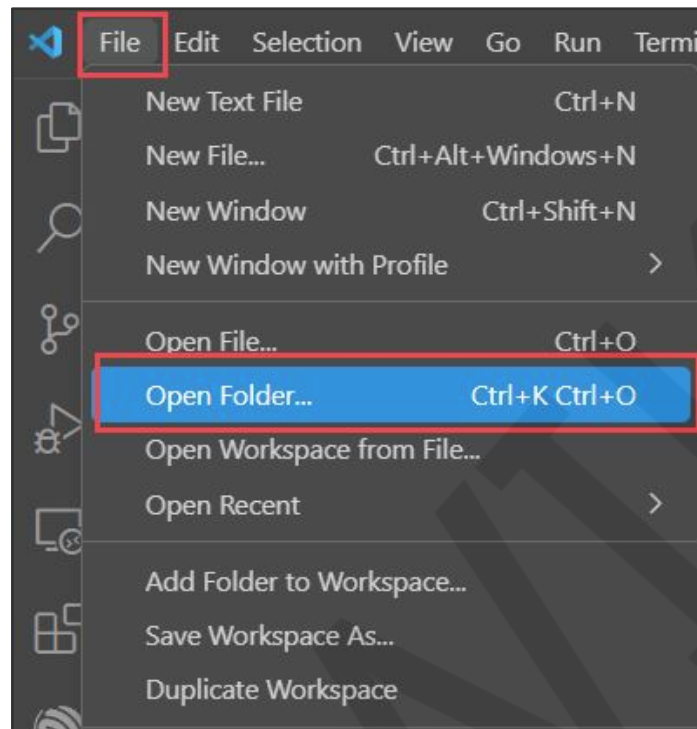 File Edit Selection View Go Run Termi
New Text File Ctrl+N
New File... Ctrl+Alt+Windows+N
New Window Ctrl+Shift+N
New Window with Profile
Open File... Ctrl+O
Open Folder... Ctrl+K Ctrl+O
Open Workspace from File...
Open Recent
Add Folder to Workspace...
Save Workspace As...
Duplicate Workspace